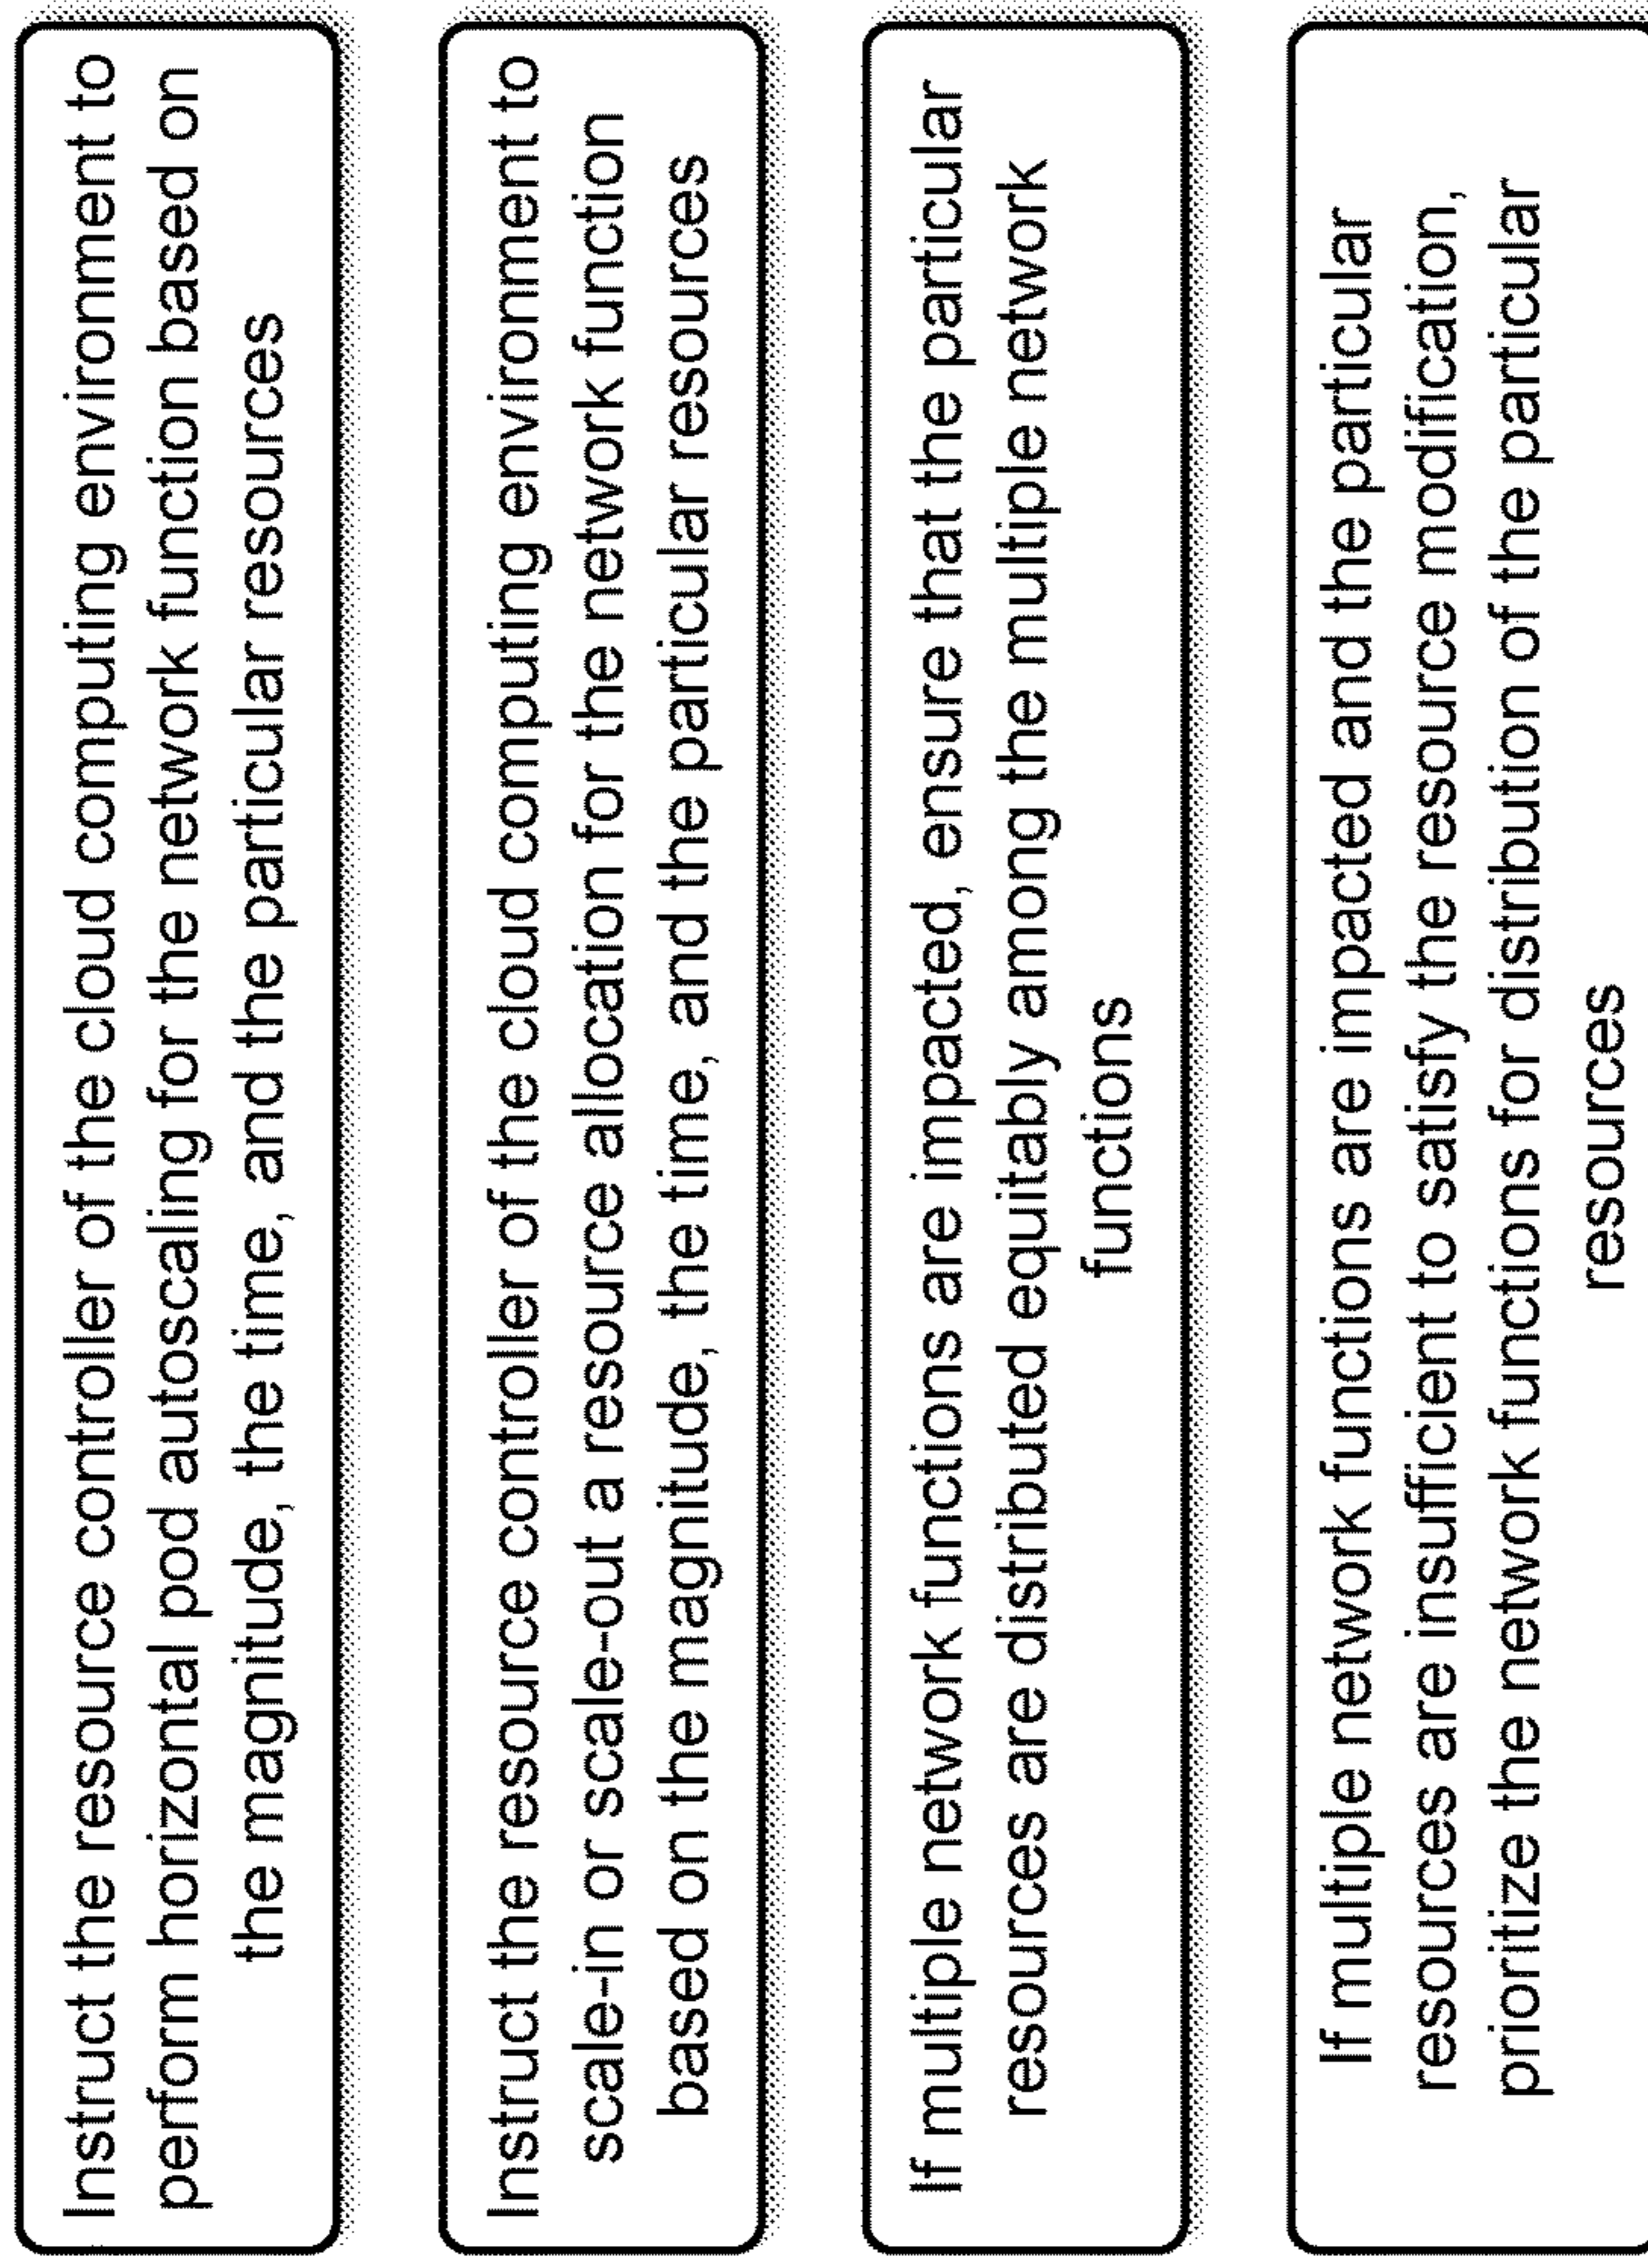 Instruct the resource controller of the cloud computing environment to
perform horizontal pod autoscaling for the network function based on
the magnitude, the time, and the particular resources
Instruct the resource controller of the cloud computing environment to
scale-in or scale-out a resource allocation for the network function
based on the magnitude, the time, and the particular resources
If multiple network functions are impacted, ensure that the particular
resources are distributed equitably among the multiple network
functions
If multiple network functions are impacted and the particular
resources are insufficient to satisfy the resource modification,
prioritize the network functions for distribution of the particular
resources